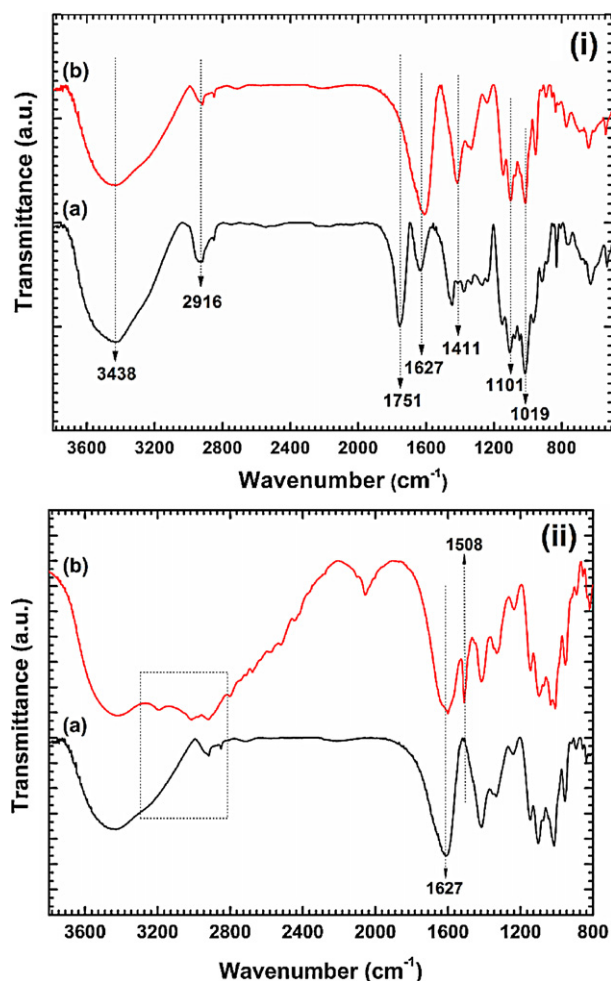 (i)
(b)
(a)
3438
2916
1751
1627
1411
1101
1019
Transmittance (a.u.)
3600 3200 2800 2400 2000 1600 1200 800
Wavenumber (cm⁻¹)
(ii)
1508
(b)
(a)
1627
Transmittance (a.u.)
3600 3200 2800 2400 2000 1600 1200 800
Wavenumber (cm⁻¹)